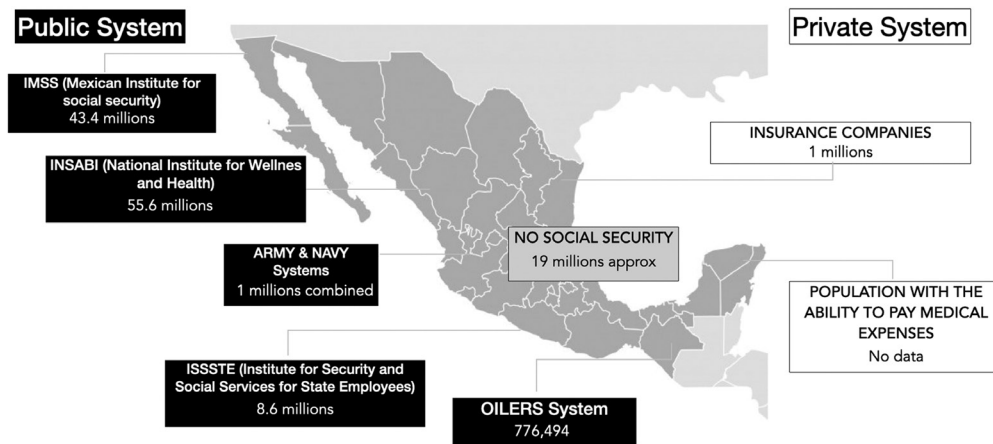 Public System
Private System
IMSS (Mexican Institute for
social security)
43.4 millions
INSURANCE COMPANIES
1 millions
INSABI (National Institute for Wellnes
and Health)
55.6 millions
NO SOCIAL SECURITY
19 millions approx
ARMY & NAVY
Systems
1 millions combined
POPULATION WITH THE
ABILITY TO PAY MEDICAL
EXPENSES
No data
ISSSTE (Institute for Security and
Social Services for State Employees)
8.6 millions
OILERS System
776,494